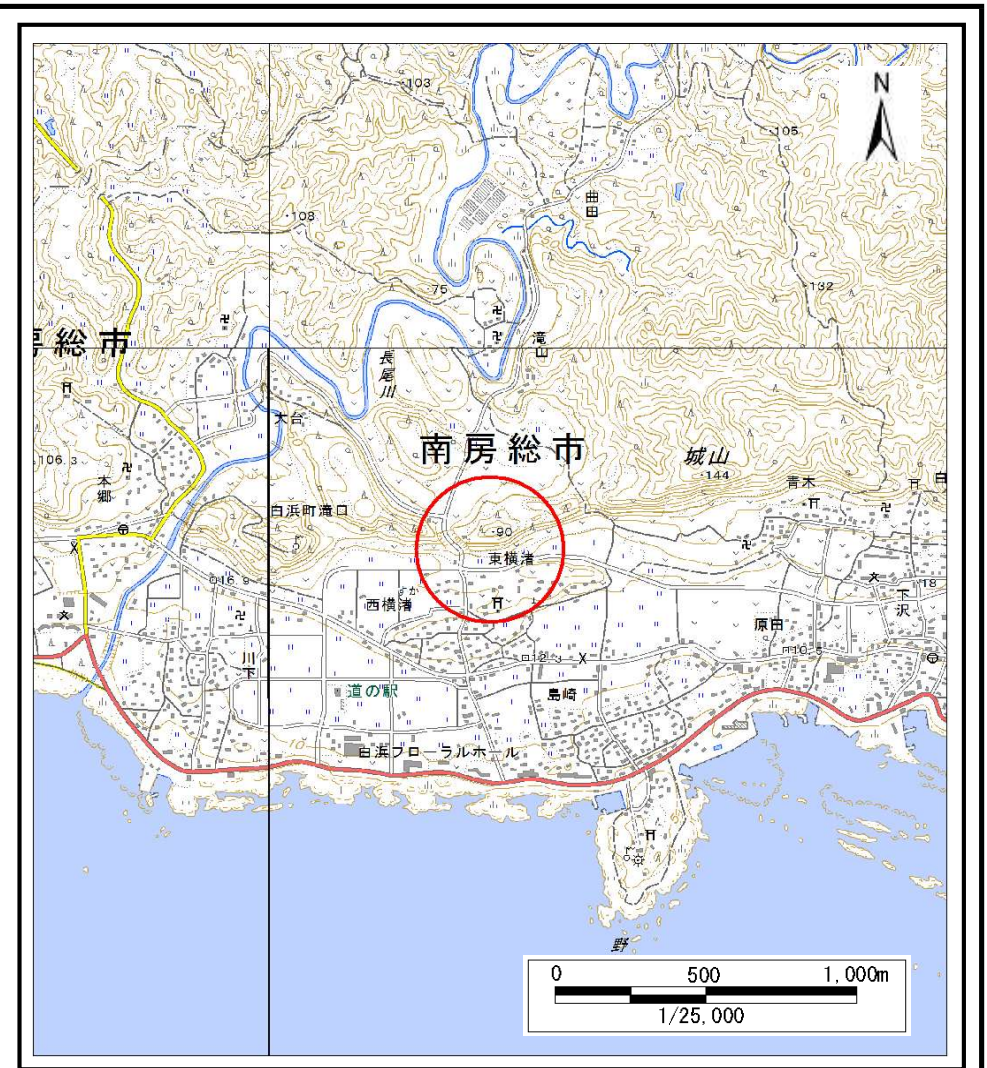 103
N
105
曲田
108
132
75
滝山
房総市
長尾川
大台
南房総市
城山
144
106.3
本郷
青木
白
白浜町滝口
90
東横渚
16.9
すか
西横渚
18
下沢
原田
川下
12.3
10.5
道の駅
島崎
10
白浜フローラルホール
野
0 500 1,000m
1/25,000